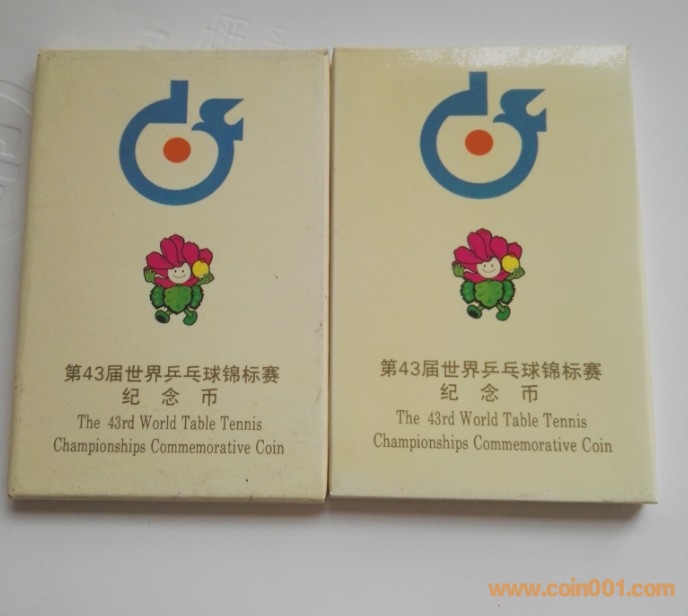 第43届世界乒乓球锦标赛
纪念币
The 43rd World Table Tennis
Championships Commemorative Coin
第43届世界乒乓球锦标赛
纪念币
The 43rd World Table Tennis
Championships Commemorative Coin
www.coin001.com